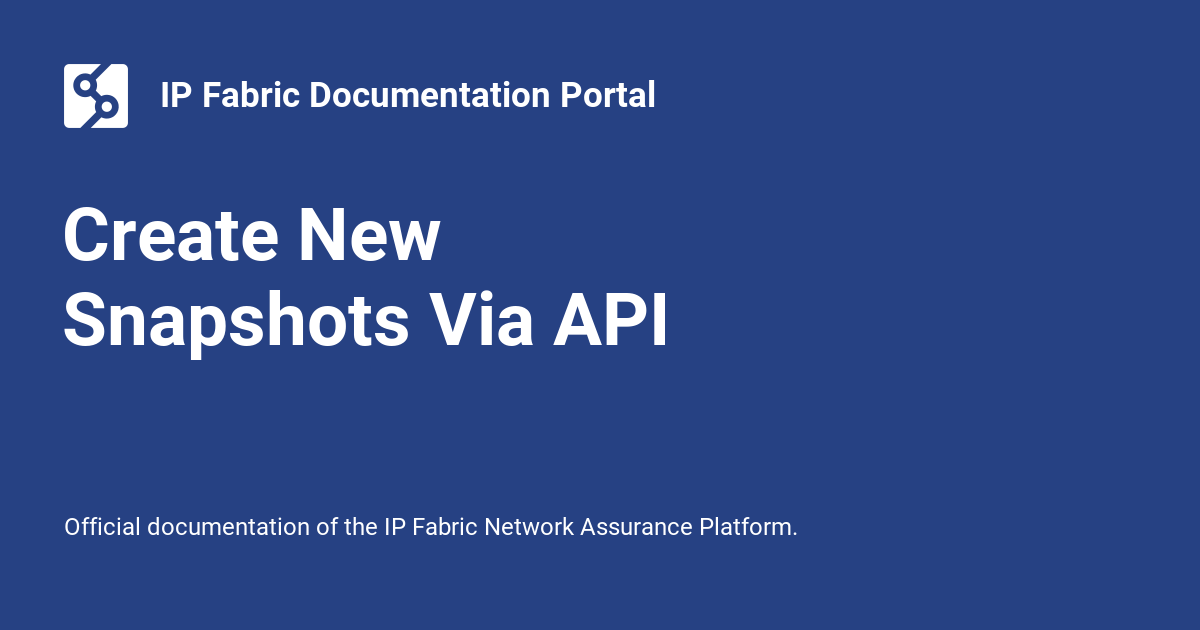 IP Fabric Documentation Portal
Create New
Snapshots Via API
Official documentation of the IP Fabric Network Assurance Platform.